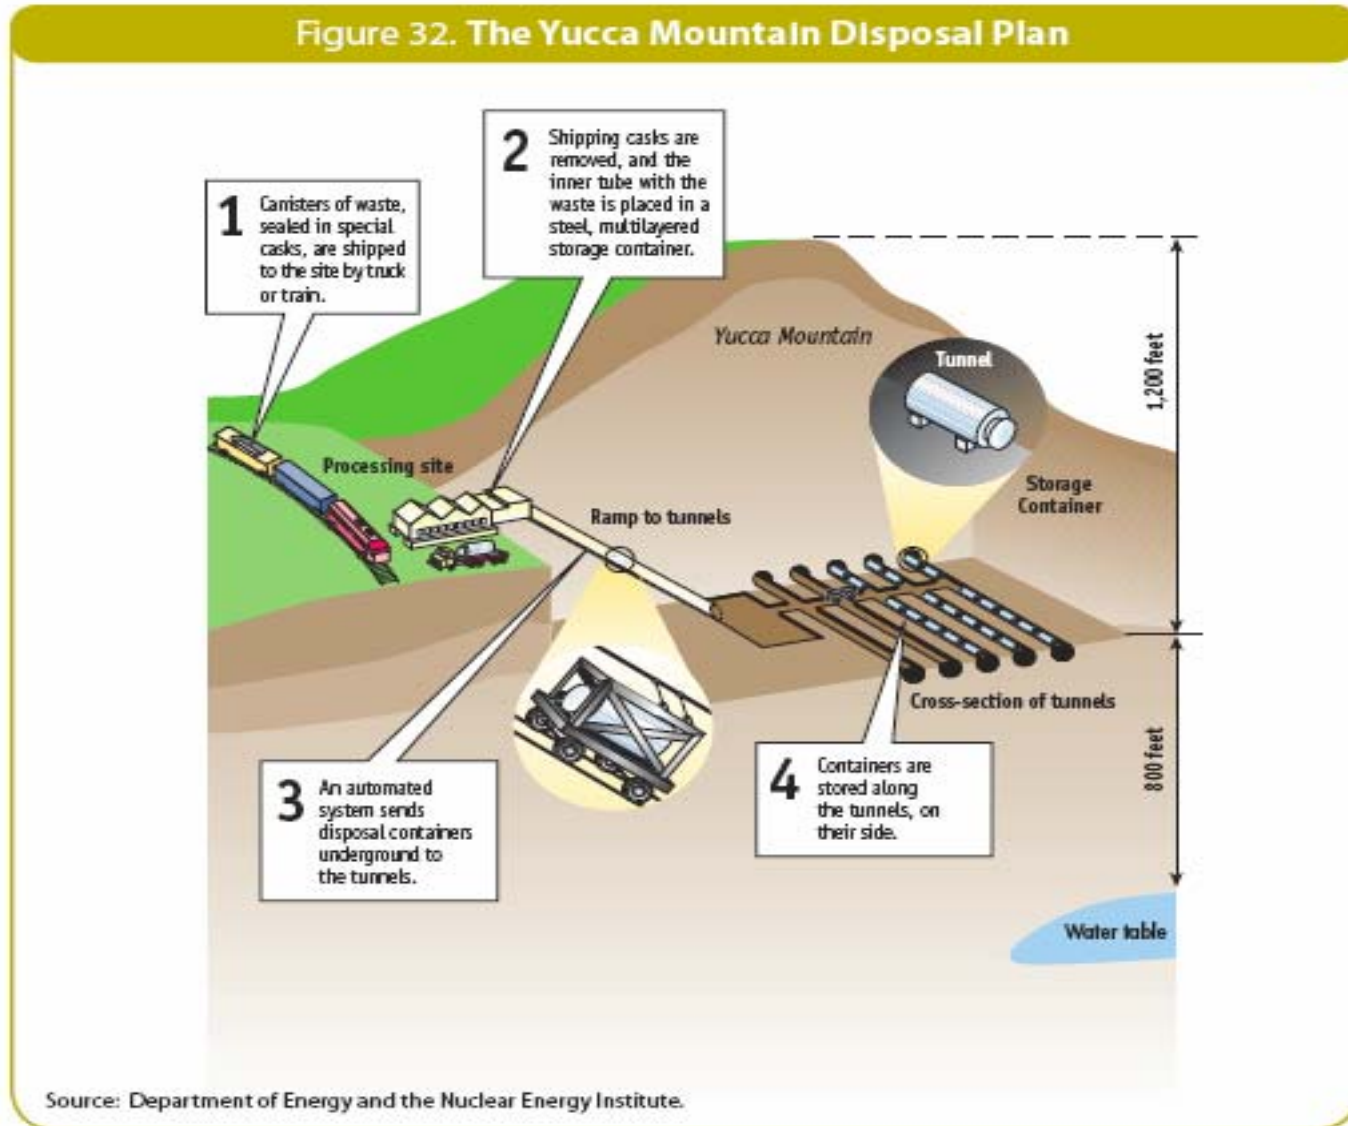 Figure 32. The Yucca Mountain Disposal Plan
1
Canisters of waste,
sealed in special
casks, are shipped
to the site by truck
or train.
2
Shipping casks are
removed, and the
inner tube with the
waste is placed in a
steel, multilayered
storage container.
Yucca Mountain
Tunnel
1,200 feet
Processing site
Storage
Container
Ramp to tunnels
Cross-section of tunnels
3
An automated
system sends
disposal containers
underground to
the tunnels.
4
Containers are
stored along
the tunnels, on
their side.
800 feet
Water table
Source: Department of Energy and the Nuclear Energy Institute.